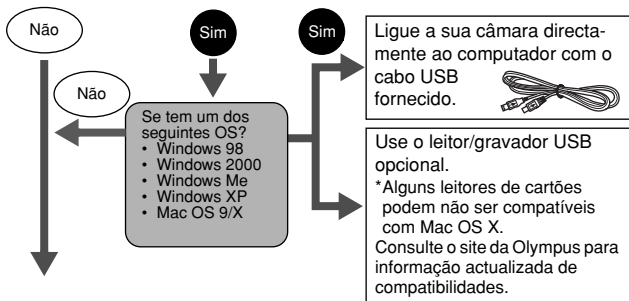 Não
Sim
Sim
Não
Se tem um dos
seguintes OS?
• Windows 98
• Windows 2000
• Windows Me
• Windows XP
• Mac OS 9/X
Ligue a sua câmara directa-
mente ao computador com o
cabo USB
fornecido.
Use o leitor/gravador USB
opcional.
*Alguns leitores de cartões
podem não ser compatíveis
com Mac OS X.
Consulte o site da Olympus para
informação actualizada de
compatibilidades.